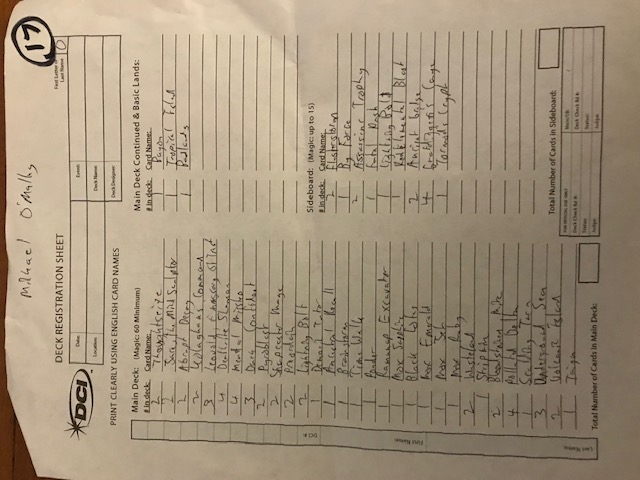 Michael O'Malley
17
DCI
DECK REGISTRATION SHEET
First Letter of
Last Name
O
Date:
Event:
Location:
Deck Name:
Deck Designer:
PRINT CLEARLY USING ENGLISH CARD NAMES
Main Deck: (Magic: 60 Minimum)
# in deck: Card Name:
2 Thoughtseize
2 Jace, the Mind Sculptor
2 Abrupt Decay
2 Kolaghan's Command
3 Leovold, Emissary of Trest
4 Deathrite Shaman
4 Mental Misstep
3 Dark Confidant
2 Pyroblast
2 Snapcaster Mage
2 Preordain
2 Lightning Bolt
1 Demonic Tutor
1 Ancestral Recall
1 Brainstorm
1 Time Walk
1 Ponder
1 Ramunap Excavator
1 Mox Sapphire
1 Black Lotus
1 Mox Emerald
1 Mox Jet
1 Mox Ruby
2 Wasteland
1 Strip Mine
2 Bloodstained Mire
4 Polluted Delta
1 Scalding Tarn
3 Underground Sea
2 Volcanic Island
1 Taiga
Total Number of Cards in Main Deck:
Main Deck Continued & Basic Lands:
# in deck: Card Name:
1 Bayou
1 Tropical Island
1 Badlands
Sideboard: (Magic: up to 15)
# in deck: Card Name:
2 Flusterstorm
1 By Force
2 Assassins Trophy
1 Fatal Push
1 Lightning Bolt
1 Red Elemental Blast
2 Ancient Grudge
4 Grafdigger's Cage
1 Tormod's Crypt
Total Number of Cards in Sideboard:
FOR OFFICIAL USE ONLY
Main/SB:
Deck Check Rd #:
Deck Check Rd #:
Status:
Status:
Judge:
Judge:
DCI #:
First Name:
Last Name: